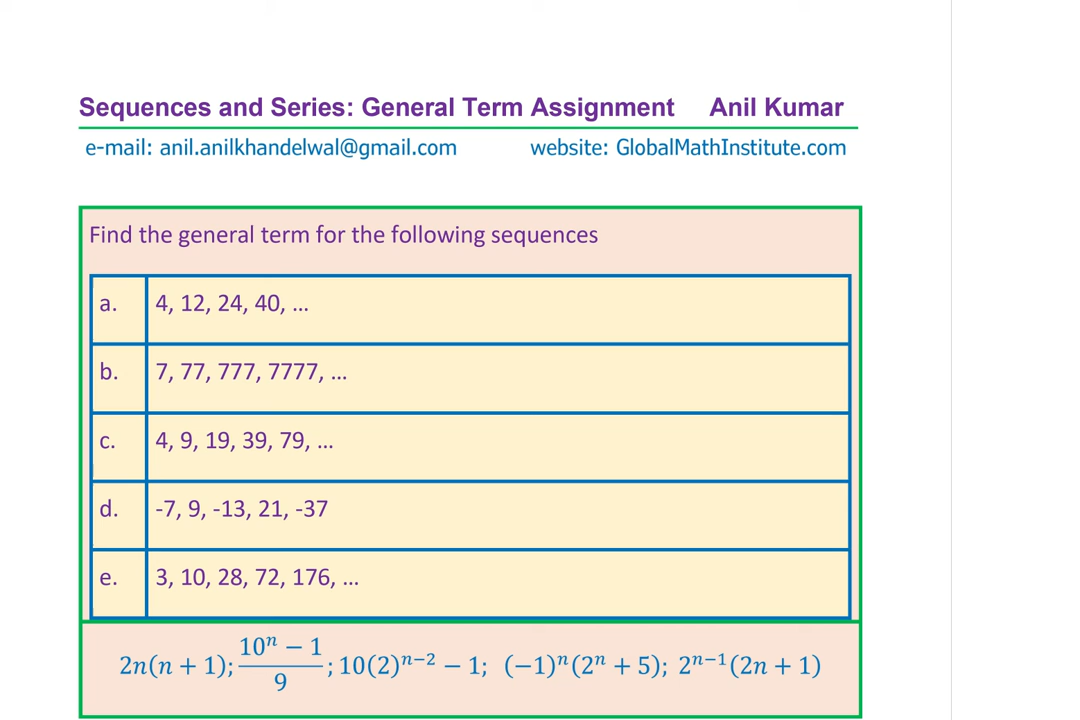 Sequences and Series: General Term Assignment Anil Kumar
e-mail: anil.anilkhandelwal@gmail.com website: GlobalMathInstitute.com
Find the general term for the following sequences
a. 4, 12, 24, 40, ...
b. 7, 77, 777, 7777, ...
c. 4, 9, 19, 39, 79, ...
d. -7, 9, -13, 21, -37
e. 3, 10, 28, 72, 176, ...
2n(n + 1); (10ⁿ − 1)/9; 10(2)ⁿ⁻² − 1; (−1)ⁿ(2ⁿ + 5); 2ⁿ⁻¹(2n + 1)